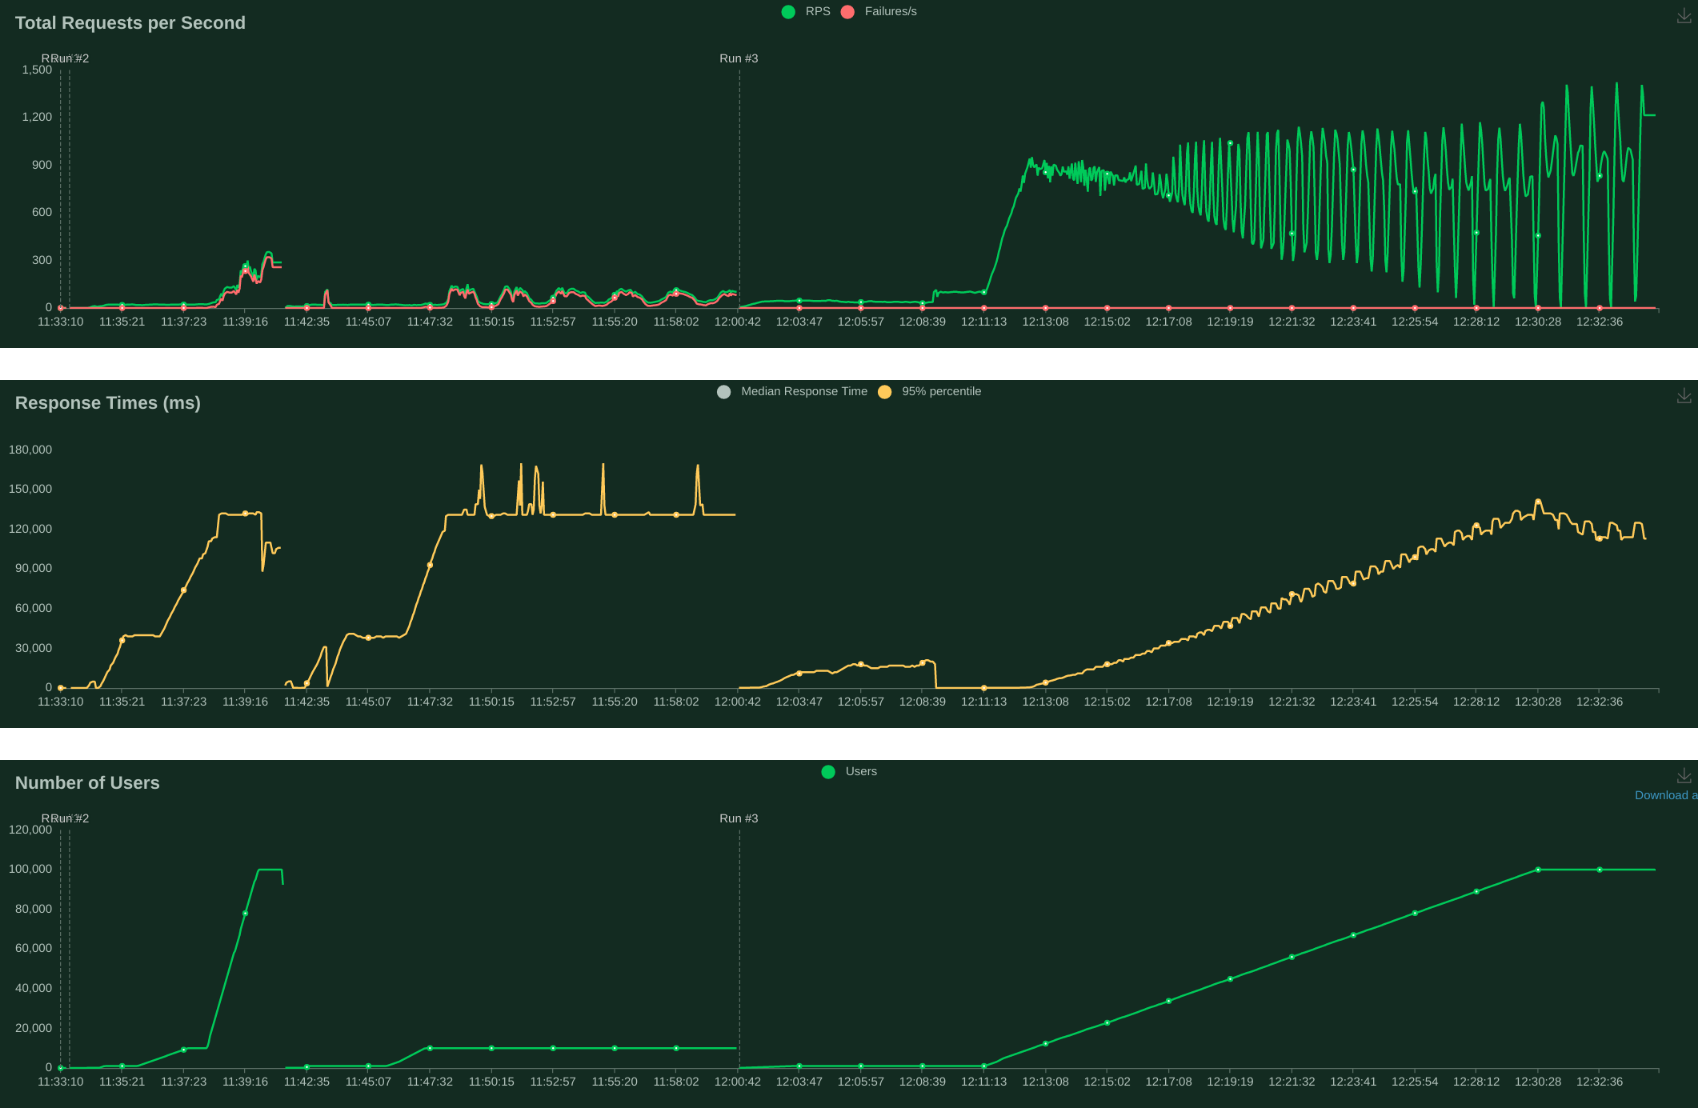 Total Requests per Second
RPS Failures/s
Run #2 Run #3
1,500
1,200
900
600
300
0
11:33:10 11:35:21 11:37:23 11:39:16 11:42:35 11:45:07 11:47:32 11:50:15 11:52:57 11:55:20 11:58:02 12:00:42 12:03:47 12:05:57 12:08:39 12:11:13 12:13:08 12:15:02 12:17:08 12:19:19 12:21:32 12:23:41 12:25:54 12:28:12 12:30:28 12:32:36
Response Times (ms)
Median Response Time 95% percentile
180,000
150,000
120,000
90,000
60,000
30,000
0
11:33:10 11:35:21 11:37:23 11:39:16 11:42:35 11:45:07 11:47:32 11:50:15 11:52:57 11:55:20 11:58:02 12:00:42 12:03:47 12:05:57 12:08:39 12:11:13 12:13:08 12:15:02 12:17:08 12:19:19 12:21:32 12:23:41 12:25:54 12:28:12 12:30:28 12:32:36
Number of Users
Users
Download a
Run #2 Run #3
120,000
100,000
80,000
60,000
40,000
20,000
0
11:33:10 11:35:21 11:37:23 11:39:16 11:42:35 11:45:07 11:47:32 11:50:15 11:52:57 11:55:20 11:58:02 12:00:42 12:03:47 12:05:57 12:08:39 12:11:13 12:13:08 12:15:02 12:17:08 12:19:19 12:21:32 12:23:41 12:25:54 12:28:12 12:30:28 12:32:36